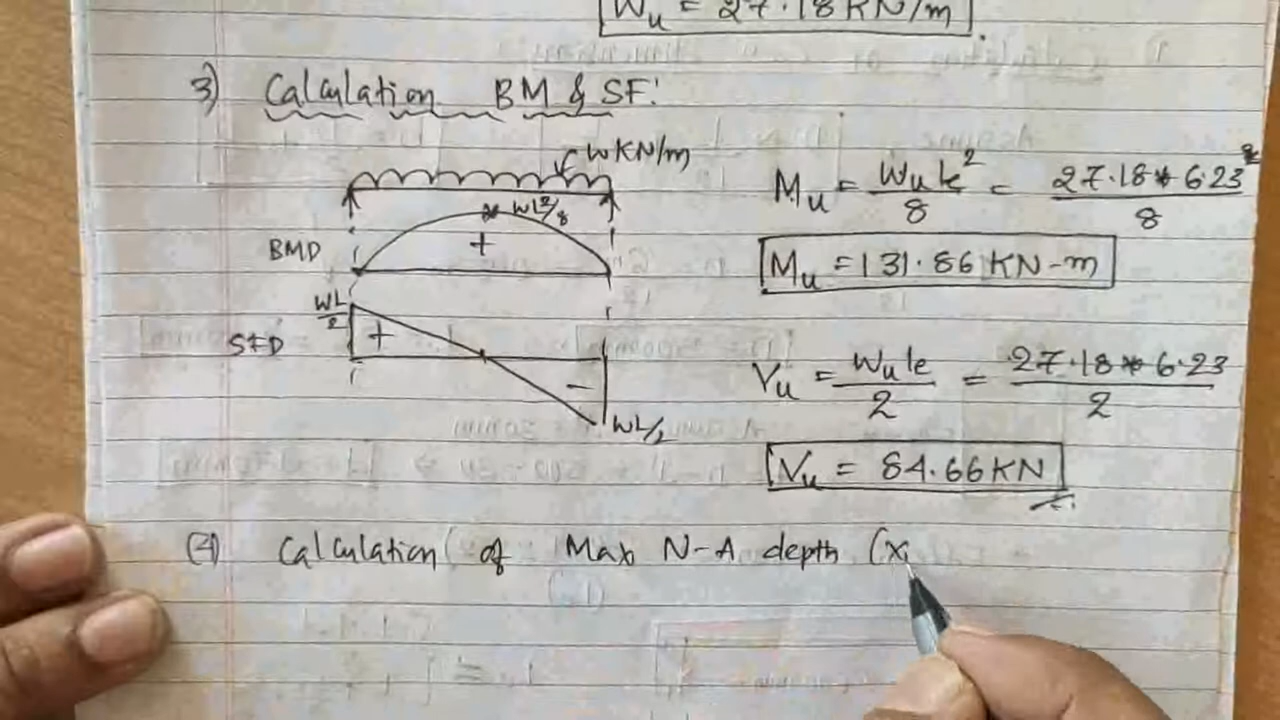 Wu = 27.18 KN/m
3) Calculation BM & SF:
W KN/m
WL²/8
+
BMD
Mu = Wu le² / 8 = 27.18 * 6.23² / 8
Mu = 131.86 KN-m
WL/2
+
SFD
-
WL/2
Vu = Wu le / 2 = 27.18 * 6.23 / 2
Vu = 84.66 KN
(4) Calculation of Max N-A depth (x